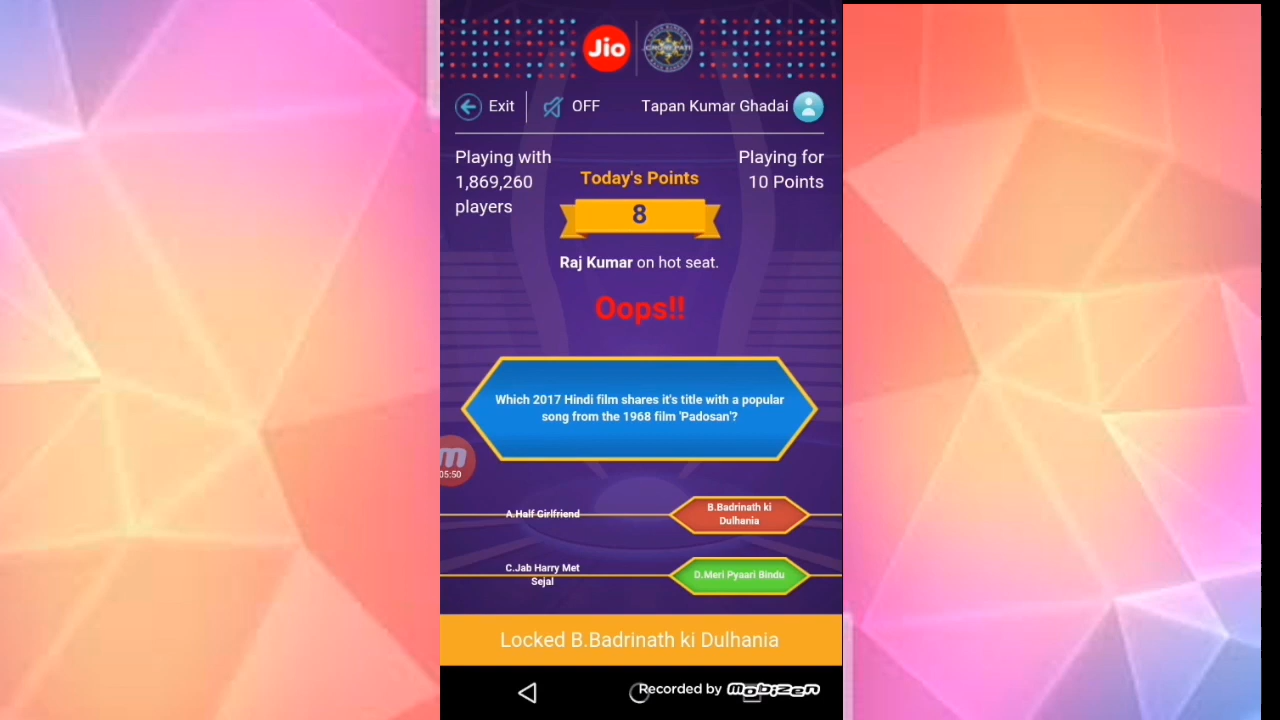 Jio
Exit
OFF
Tapan Kumar Ghadai
Playing with
1,869,260
players
Today's Points
8
Playing for
10 Points
Raj Kumar on hot seat.
Oops!!
Which 2017 Hindi film shares it's title with a popular
song from the 1968 film 'Padosan'?
m
05:50
A.Half Girlfriend
B.Badrinath ki
Dulhania
C.Jab Harry Met
Sejal
D.Meri Pyaari Bindu
Locked B.Badrinath ki Dulhania
Recorded by mobizen